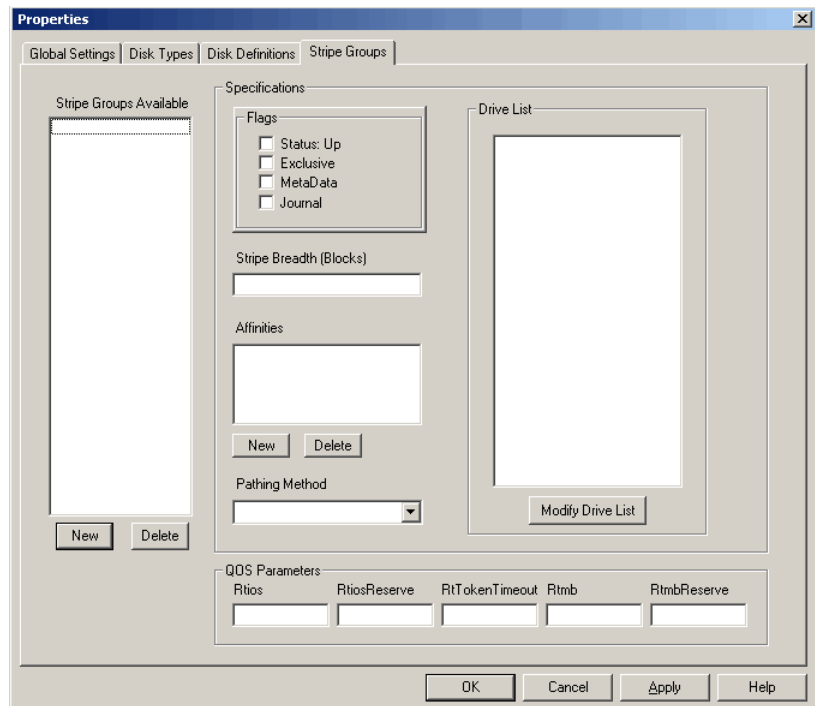 Properties
Global Settings
Disk Types
Disk Definitions
Stripe Groups
Stripe Groups Available
New
Delete
Specifications
Flags
Status: Up
Exclusive
MetaData
Journal
Stripe Breadth (Blocks)
Affinities
New
Delete
Pathing Method
Drive List
Modify Drive List
QOS Parameters
Rtios
RtiosReserve
RtTokenTimeout
Rtmb
RtmbReserve
OK
Cancel
Apply
Help